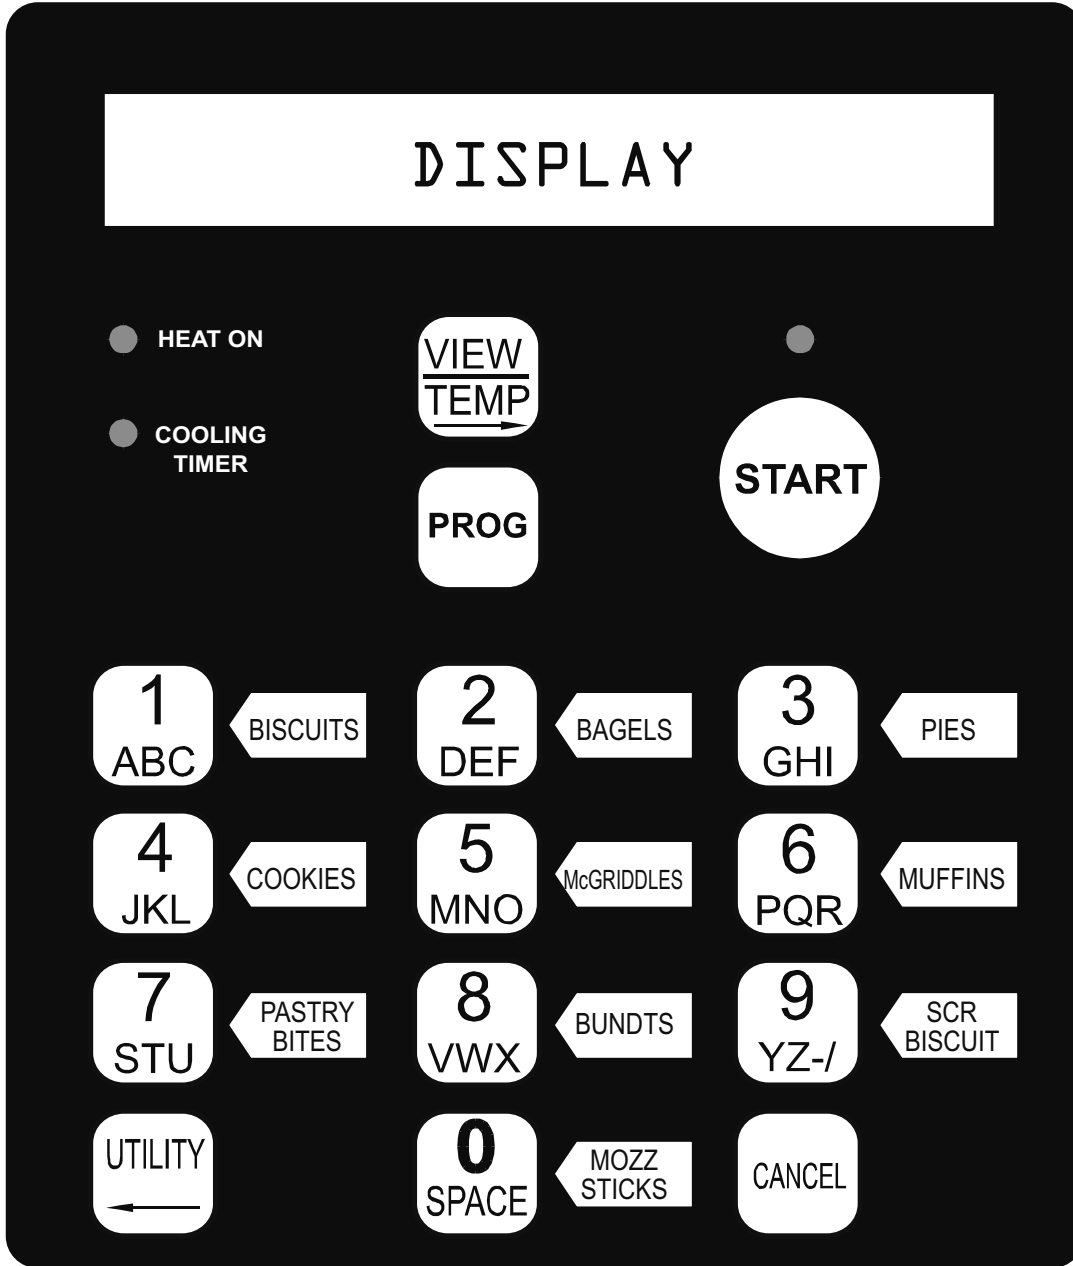 DISPLAY
HEAT ON
VIEW
TEMP
COOLING
TIMER
START
PROG
1
ABC
BISCUITS
2
DEF
BAGELS
3
GHI
PIES
4
JKL
COOKIES
5
MNO
McGRIDDLES
6
PQR
MUFFINS
7
STU
PASTRY
BITES
8
VWX
BUNDTS
9
YZ-/
SCR
BISCUIT
UTILITY
0
SPACE
MOZZ
STICKS
CANCEL